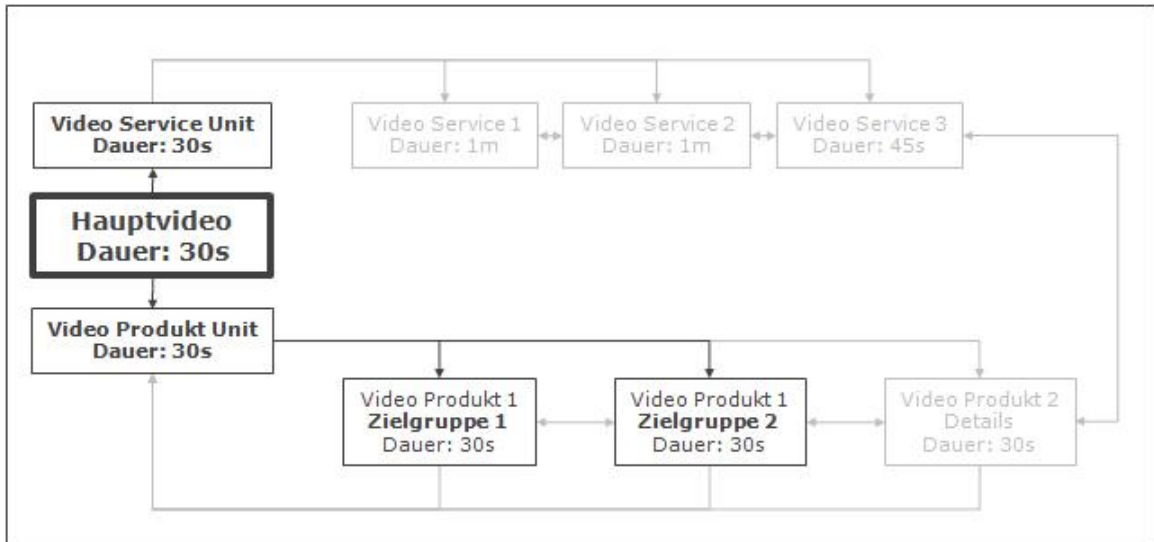 Video Service Unit
Dauer: 30s
Video Service 1
Dauer: 1m
Video Service 2
Dauer: 1m
Video Service 3
Dauer: 45s
Hauptvideo
Dauer: 30s
Video Produkt Unit
Dauer: 30s
Video Produkt 1
Zielgruppe 1
Dauer: 30s
Video Produkt 1
Zielgruppe 2
Dauer: 30s
Video Produkt 2
Details
Dauer: 30s